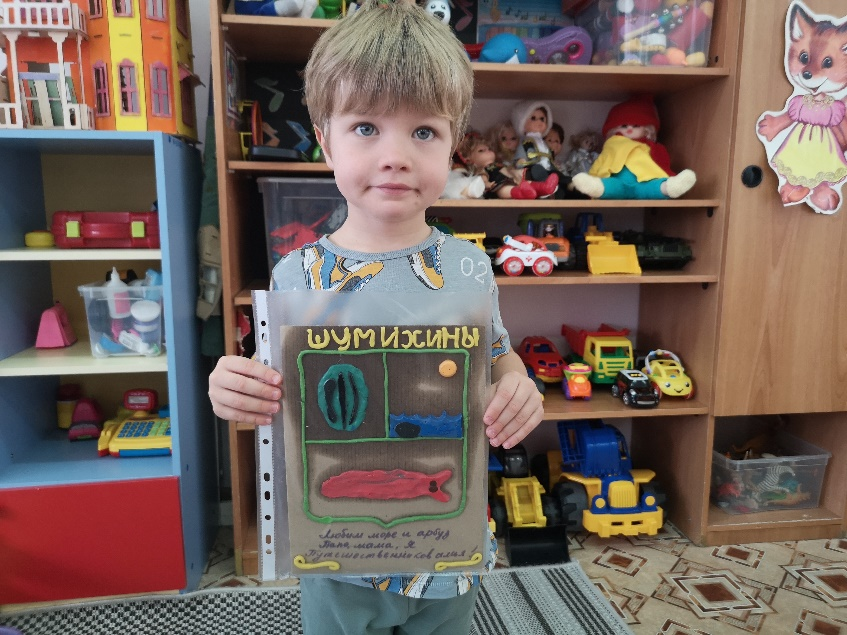 02
ШУМИХИНЫ
Любим море и арбуз
Папа, мама, Я
Путешественников семья!